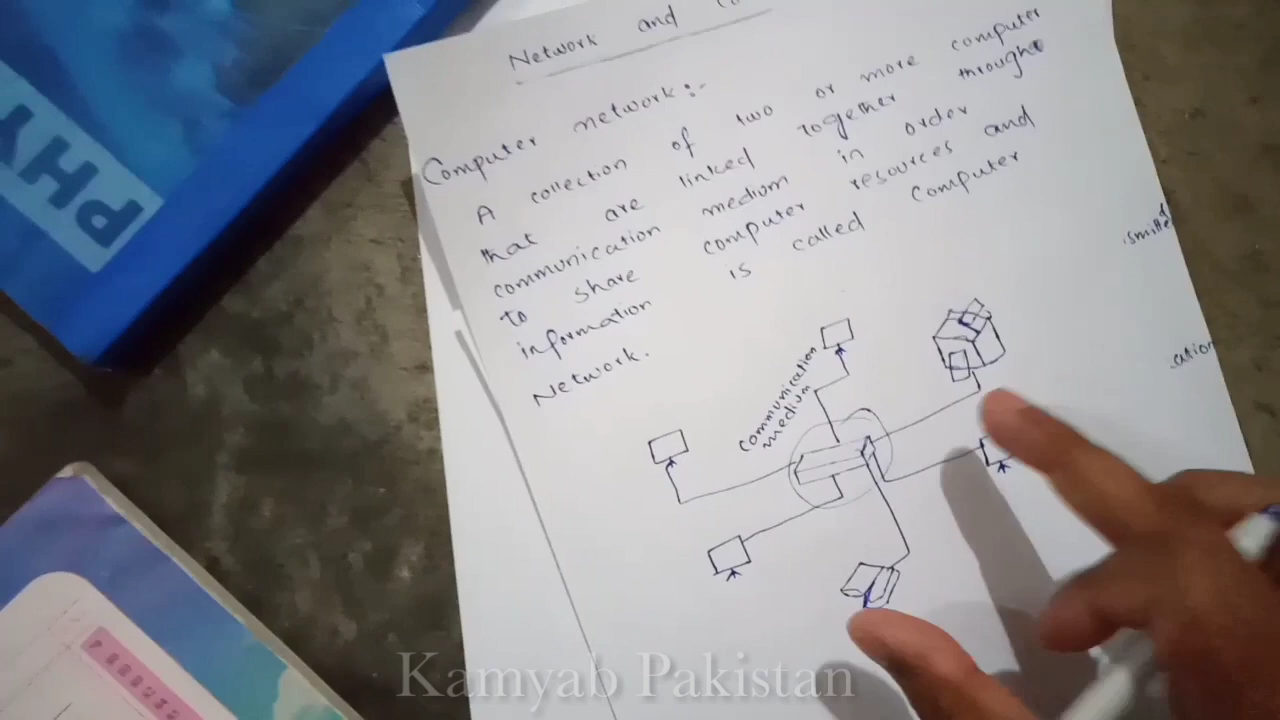 Network and
Computer network:-
A collection of two or more computer
that are linked together through
communication medium in order
to share computer resources and
information is called computer
Network.
communication
medium
PHY
Kamyab Pakistan